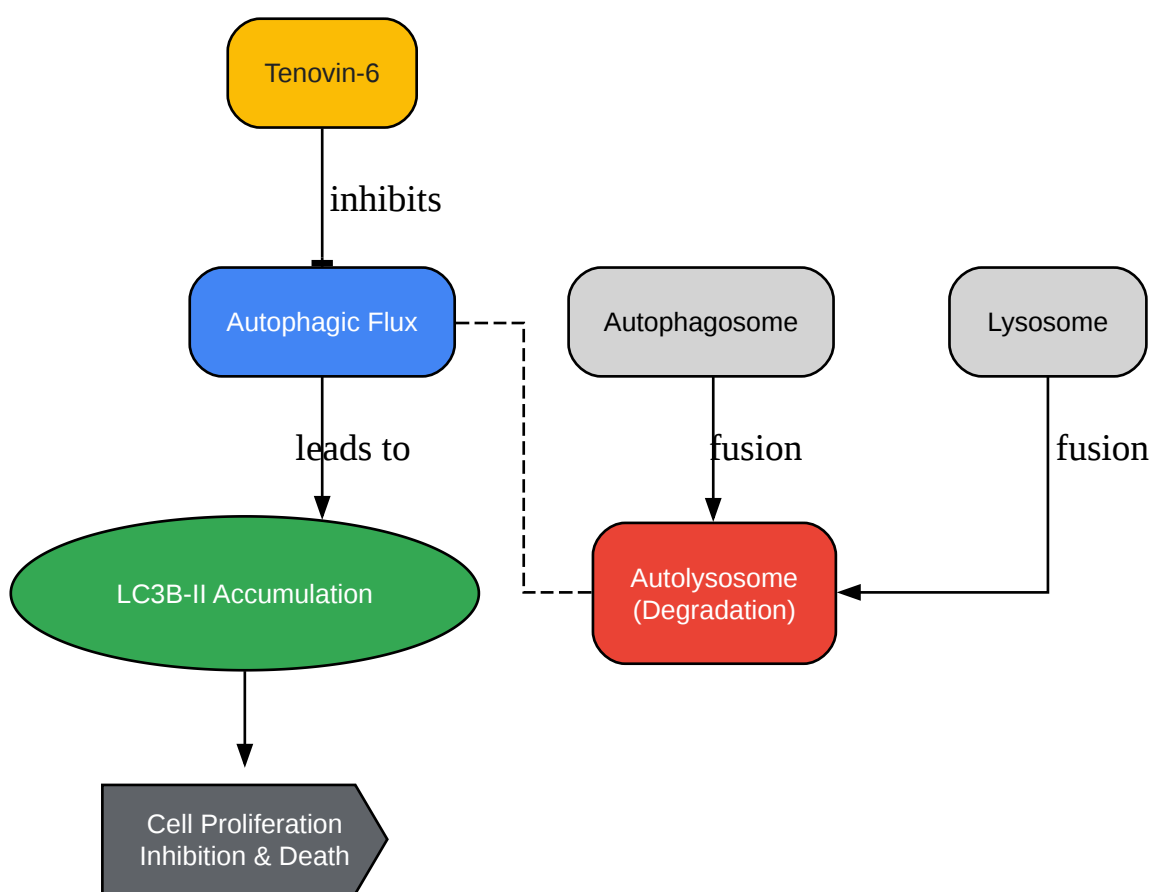 Tenovin-6
inhibits
Autophagic Flux
Autophagosome
Lysosome
leads to
fusion
fusion
LC3B-II Accumulation
Autolysosome
(Degradation)
Cell Proliferation
Inhibition & Death